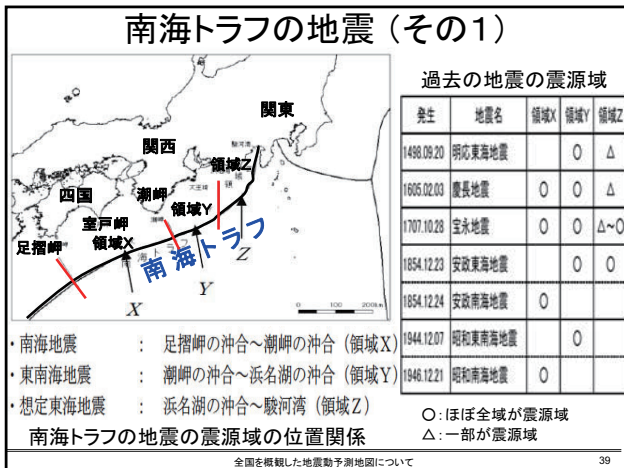 南海トラフの地震（その１）
関東
関西
駿河湾
領域Z
四国
潮岬
天王崎
領域Y
室戸岬
足摺岬
領域X
南海トラフ
南海トラフ
X
Y
Z
0 100 200km
過去の地震の震源域
発生 地震名 領域X 領域Y 領域Z
1498.09.20 明応東海地震 ○ △
1605.02.03 慶長地震 ○ ○ △
1707.10.28 宝永地震 ○ ○ △~○
1854.12.23 安政東海地震 ○ ○
1854.12.24 安政南海地震 ○
1944.12.07 昭和東南海地震 ○
1946.12.21 昭和南海地震 ○
○：ほぼ全域が震源域
△：一部が震源域
・南海地震 ： 足摺岬の沖合～潮岬の沖合（領域X）
・東南海地震 ： 潮岬の沖合～浜名湖の沖合（領域Y）
・想定東海地震 ： 浜名湖の沖合～駿河湾（領域Z）
南海トラフの地震の震源域の位置関係
全国を概観した地震動予測地図について
39